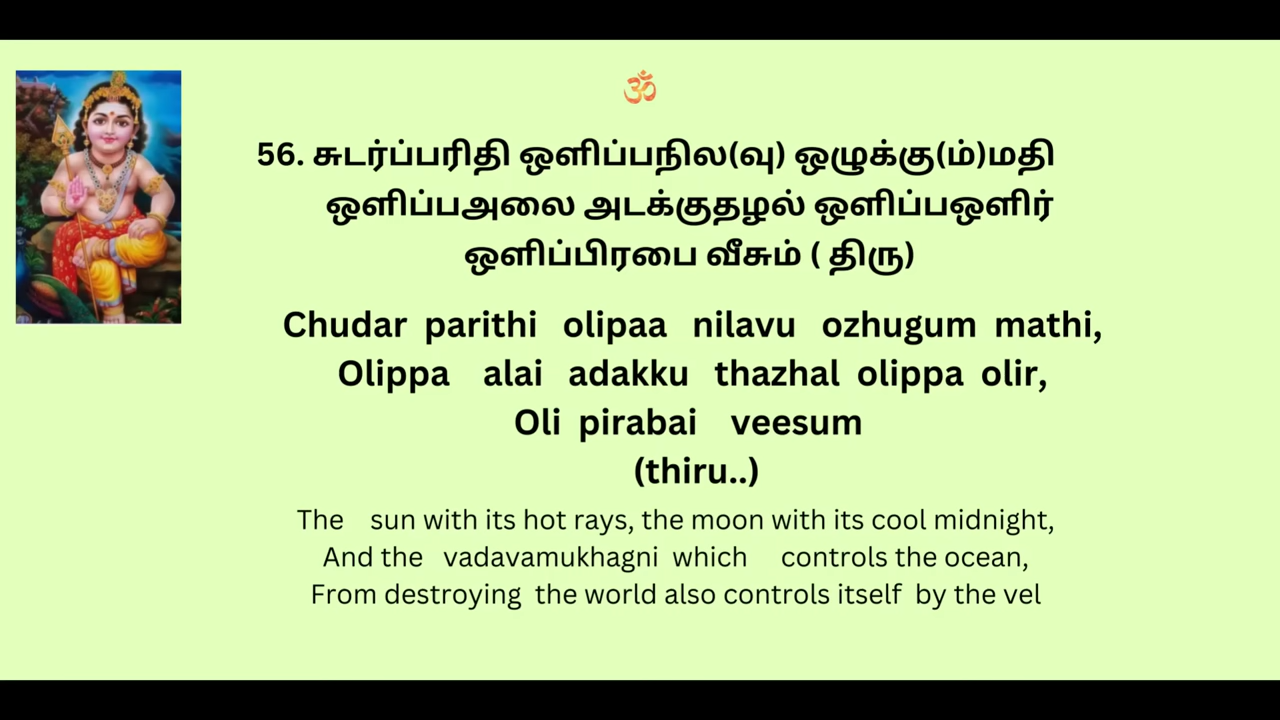 ॐ
56. சுடர்ப்பரிதி ஒளிப்பநில(வு) ஒழுக்கு(ம்)மதி
ஒளிப்பஅலை அடக்குதழல் ஒளிப்பஒளிர்
ஒளிப்பிரபை வீசும் ( திரு)
Chudar parithi olipaa nilavu ozhugum mathi,
Olippa alai adakku thazhal olippa olir,
Oli pirabai veesum
(thiru..)
The sun with its hot rays, the moon with its cool midnight,
And the vadavamukhagni which controls the ocean,
From destroying the world also controls itself by the vel